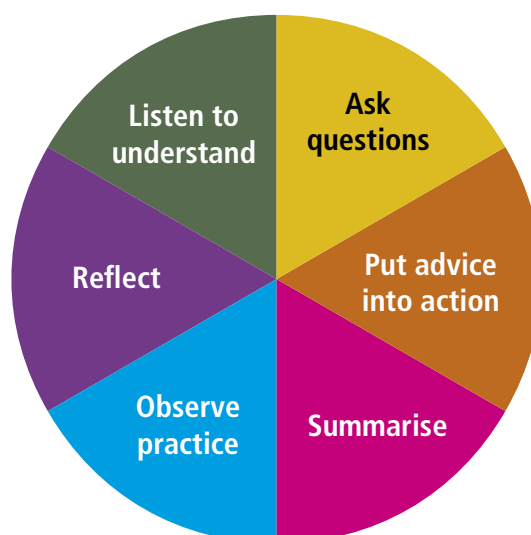 Listen to
understand
Ask
questions
Reflect
Put advice
into action
Observe
practice
Summarise